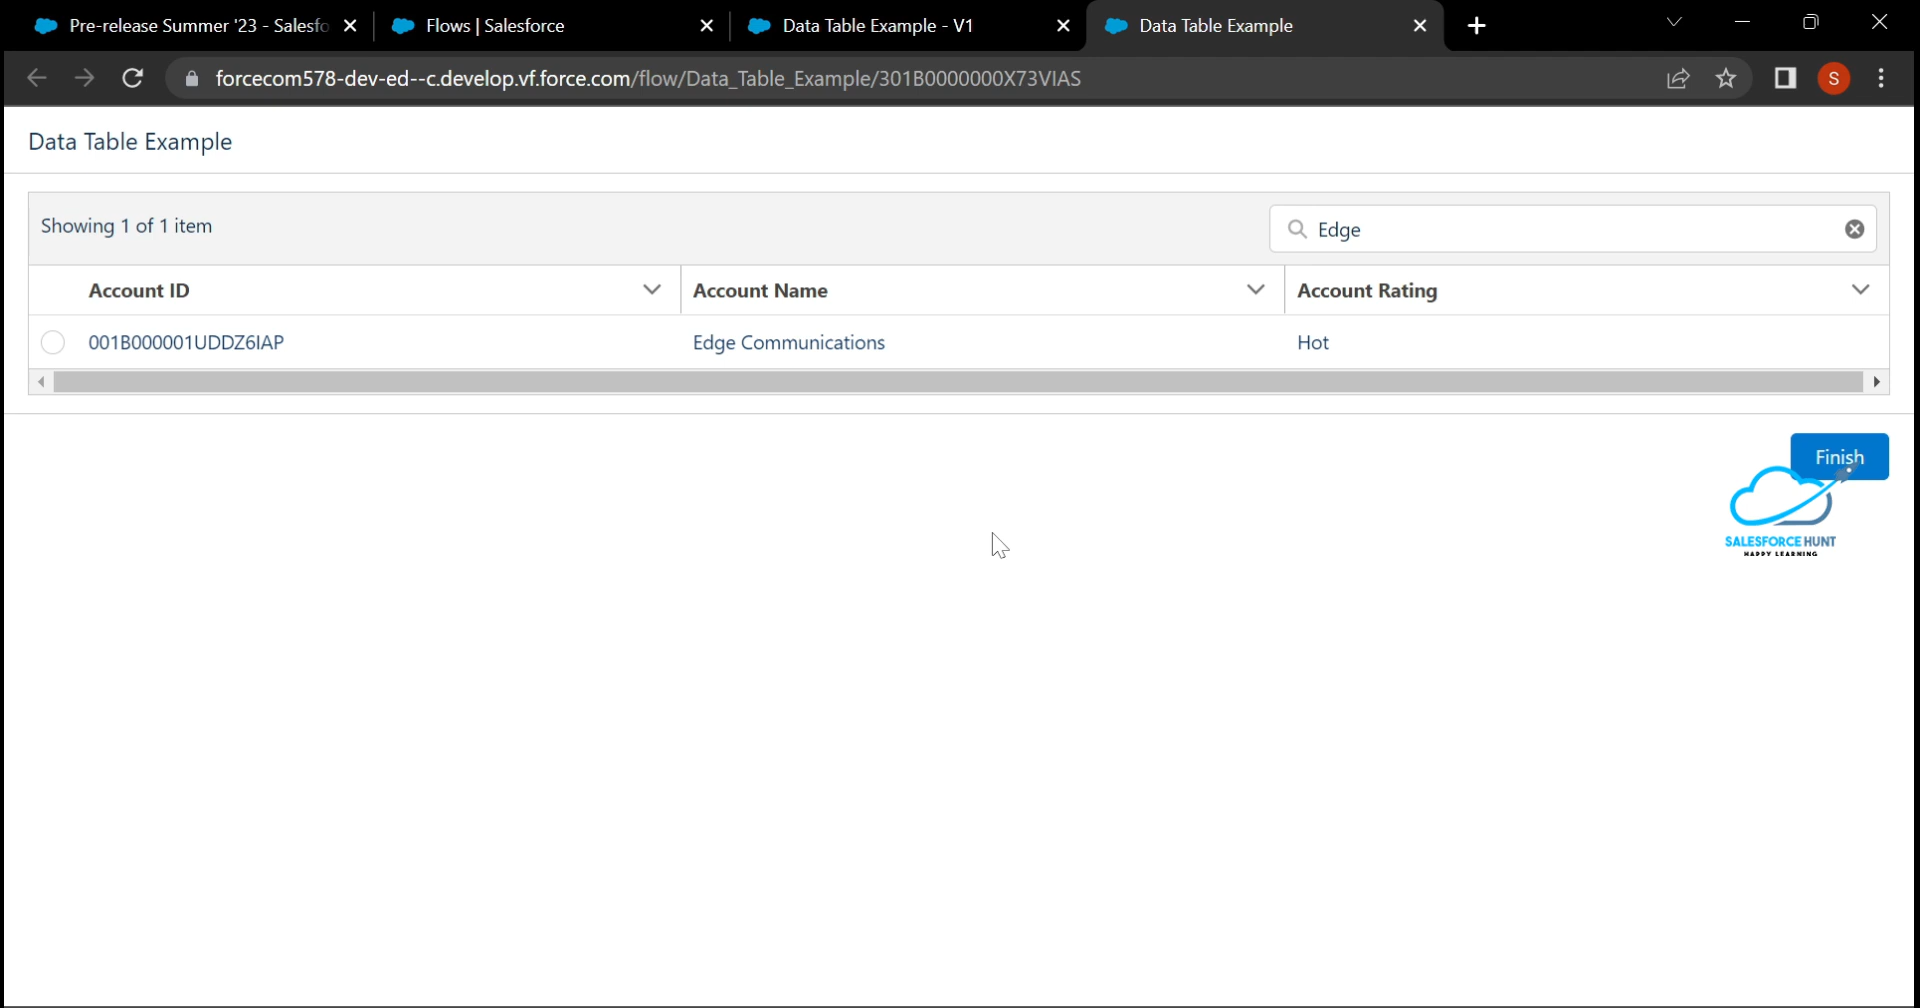 Pre-release Summer '23 - Salesfo
Flows | Salesforce
Data Table Example - V1
Data Table Example
forcecom578-dev-ed--c.develop.vf.force.com/flow/Data_Table_Example/301B0000000X73VIAS
S
Data Table Example
Showing 1 of 1 item
Edge
Account ID
Account Name
Account Rating
001B000001UDDZ6IAP
Edge Communications
Hot
Finish
SALESFORCE HUNT
HAPPY LEARNING